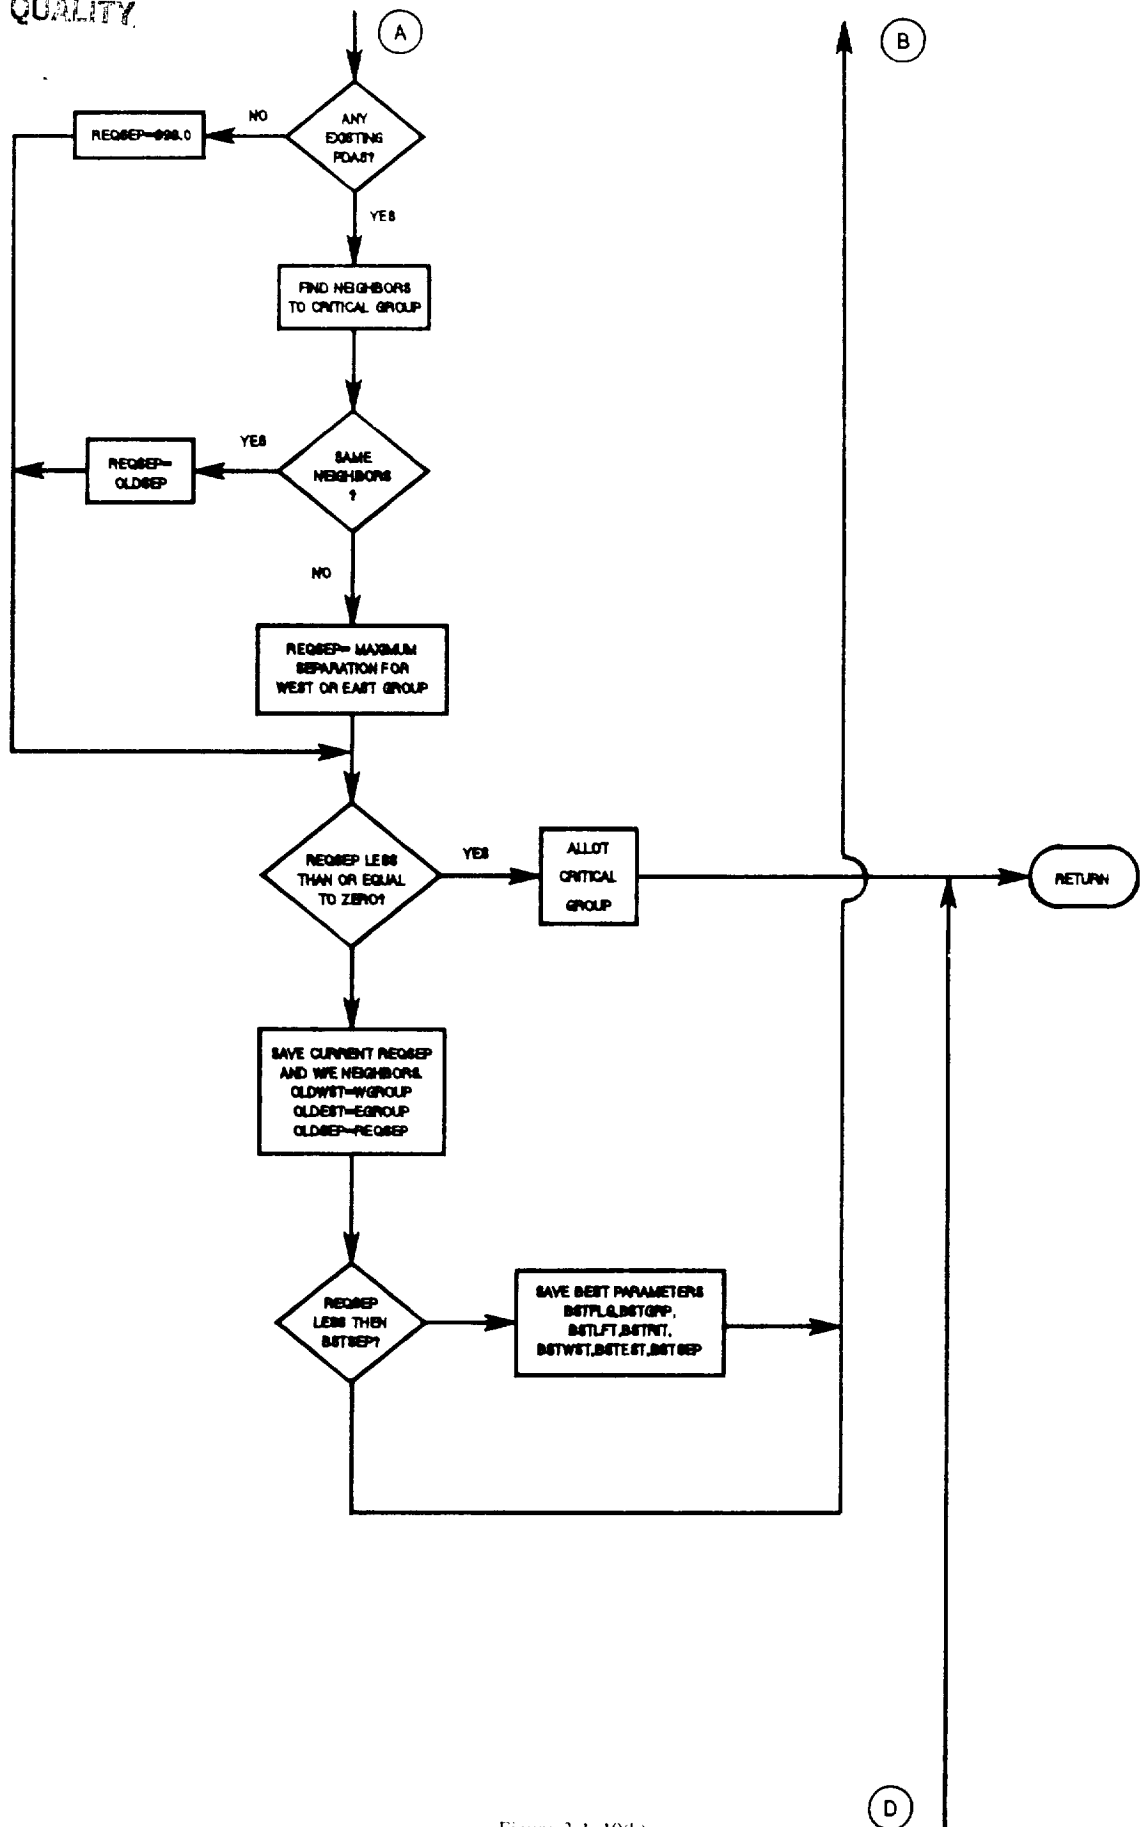 QUALITY
A
B
NO
ANY
EXISTING
PDAS?
YES
FIND NEIGHBORS
TO CRITICAL GROUP
YES
REQSEP=
OLDSEP
SAME
NEIGHBORS
?
NO
REQSEP= MAXIMUM
SEPARATION FOR
WEST OR EAST GROUP
REQSEP LESS
THAN OR EQUAL
TO ZERO?
YES
ALLOT
CRITICAL
GROUP
RETURN
SAVE CURRENT REQSEP
AND W/E NEIGHBORS.
OLDWST=WGROUP
OLDEST=EGROUP
OLDSEP=REQSEP
REQSEP
LESS THEN
BSTSEP?
SAVE BEST PARAMETERS
BSTFLG,BSTGRP,
BSTLFT,BSTRIT,
BSTWST,BSTEST,BSTSEP
D